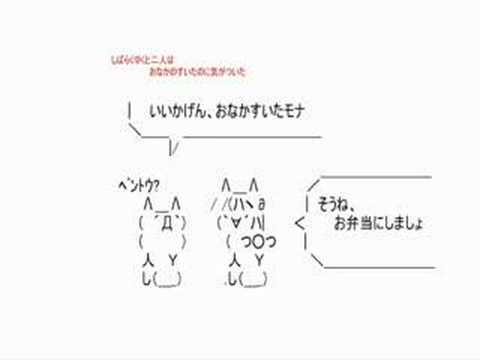 しばらくゆくと二人は
おなかのすいたのに気がついた
いいかげん、おなかすいたモナ
ﾍﾞﾝﾄｳ?
そうね、
お弁当にしましょ